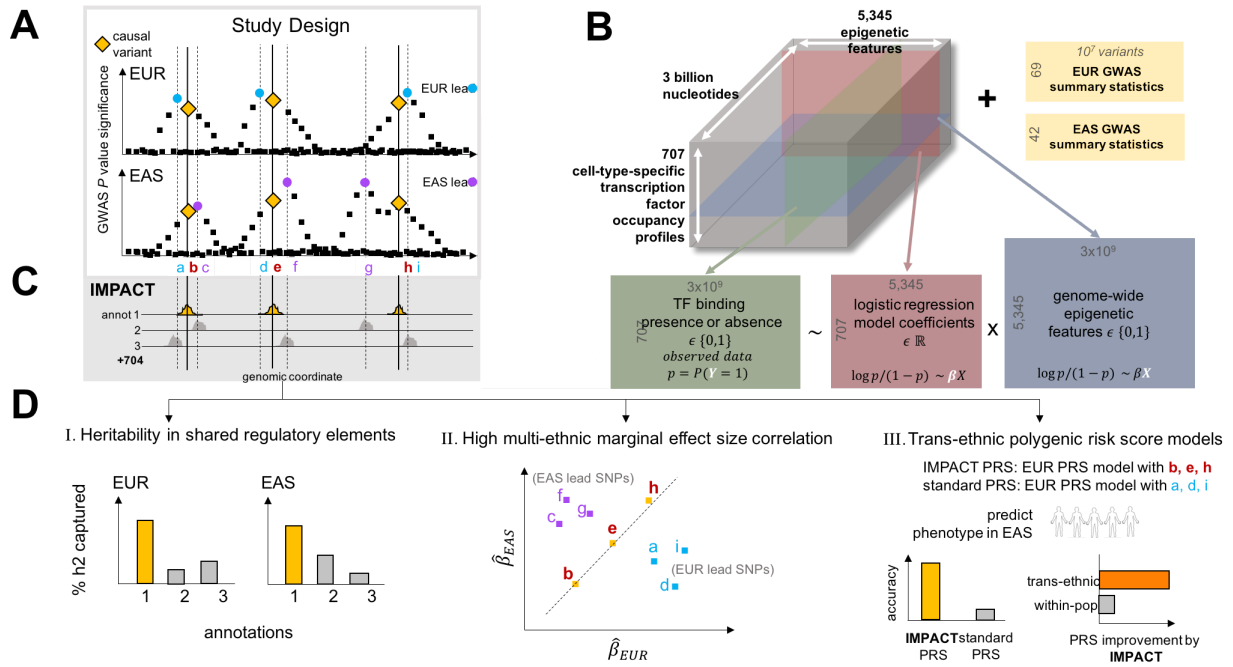 A
Study Design
causal
variant
EUR
EUR lea
GWAS P value significance
EAS
EAS lea
a b c d e f g h i
C
IMPACT
annot 1
2
3
+704
genomic coordinate
B
5,345
epigenetic
features
3 billion
nucleotides
707
cell-type-specific
transcription
factor
occupancy
profiles
+
10⁷ variants
69
EUR GWAS
summary statistics
42
EAS GWAS
summary statistics
3x10⁹
707
TF binding
presence or absence
ϵ {0,1}
observed data
p = P(Y = 1)
~
5,345
707
logistic regression
model coefficients
ϵ ℝ
log p/(1 − p) ~ βX
x
3x10⁹
5,345
genome-wide
epigenetic
features ϵ {0,1}
log p/(1 − p) ~ βX
D
I. Heritability in shared regulatory elements
EUR
EAS
% h2 captured
1 2 3
1 2 3
annotations
II. High multi-ethnic marginal effect size correlation
(EAS lead SNPs)
f
g
c
h
e
b
a
i
d
(EUR lead SNPs)
β̂EAS
β̂EUR
III. Trans-ethnic polygenic risk score models
IMPACT PRS: EUR PRS model with b, e, h
standard PRS: EUR PRS model with a, d, i
predict
phenotype in EAS
accuracy
IMPACT standard
PRS PRS
trans-ethnic
within-pop
PRS improvement by
IMPACT